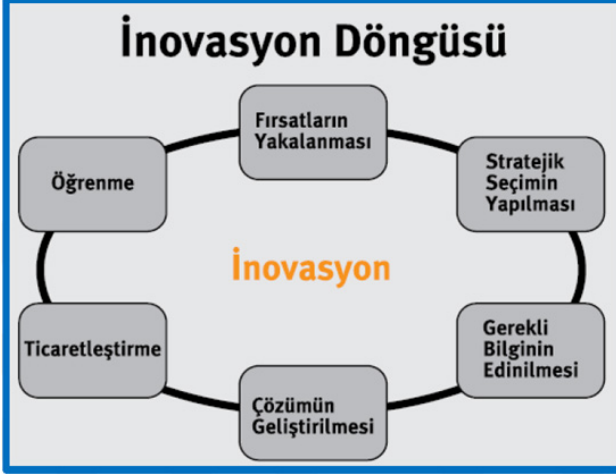 İnovasyon Döngüsü
Fırsatların
Yakalanması
Stratejik
Seçimin
Yapılması
Gerekli
Bilginin
Edinilmesi
Çözümün
Geliştirilmesi
Ticaretleştirme
Öğrenme
İnovasyon